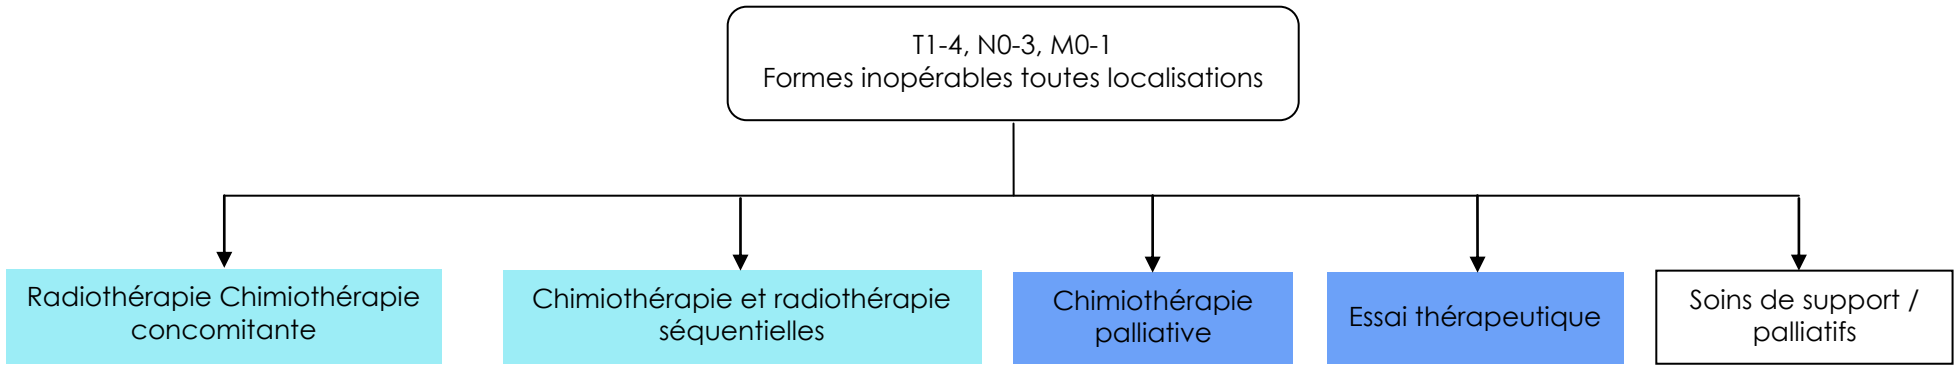 T1-4, N0-3, M0-1
Formes inopérables toutes localisations
Radiothérapie Chimiothérapie
concomitante
Chimiothérapie et radiothérapie
séquentielles
Chimiothérapie
palliative
Essai thérapeutique
Soins de support /
palliatifs